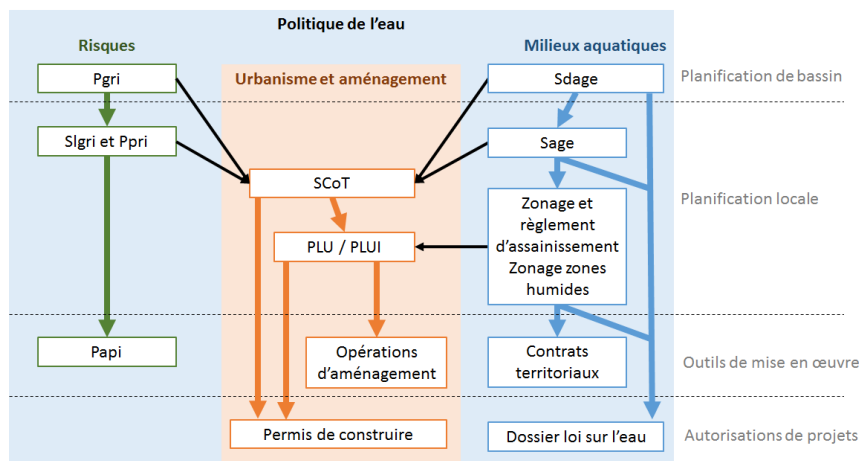 Politique de l’eau
Risques
Urbanisme et aménagement
Milieux aquatiques
Pgri
Sdage
Planification de bassin
Slgri et Ppri
Sage
SCoT
Zonage et
règlement
d’assainissement
Zonage zones
humides
Planification locale
PLU / PLUI
Papi
Opérations
d’aménagement
Contrats
territoriaux
Outils de mise en œuvre
Permis de construire
Dossier loi sur l’eau
Autorisations de projets